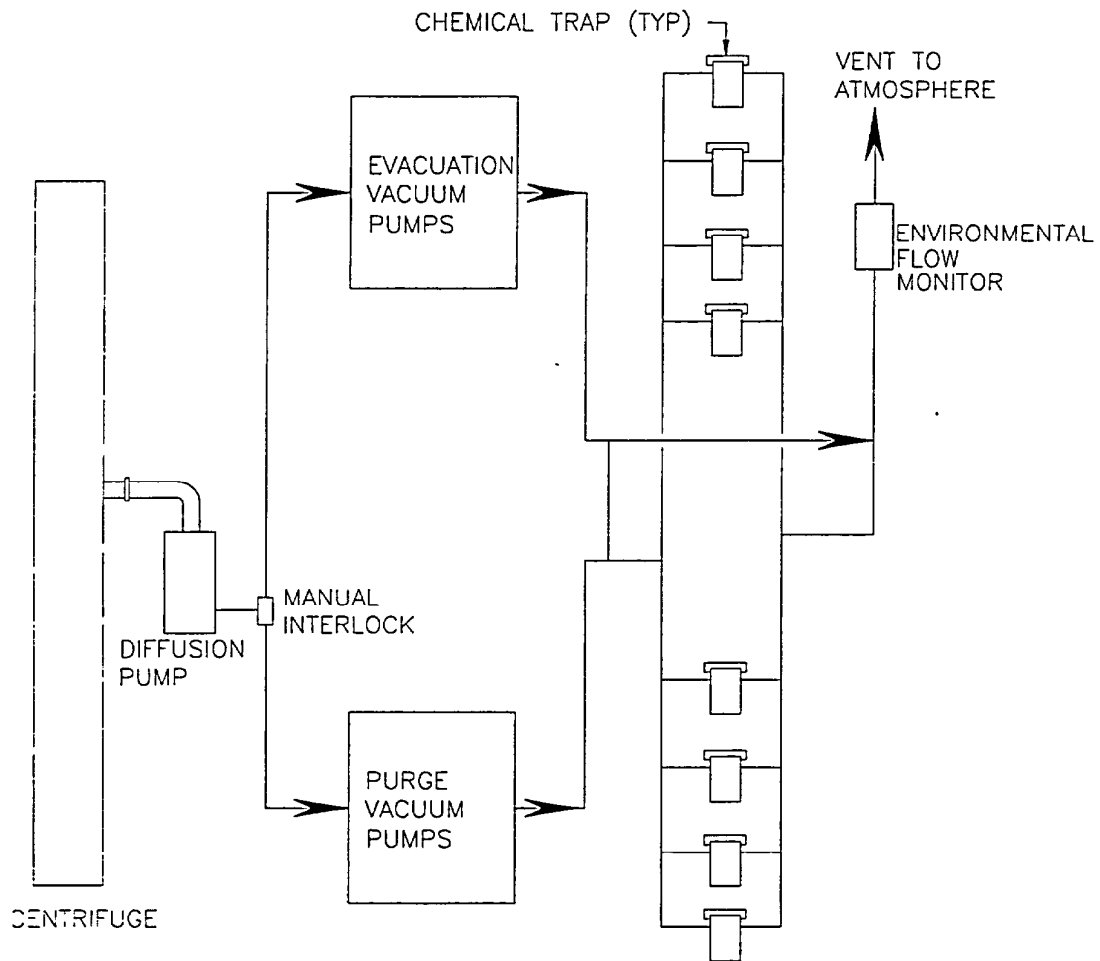 CHEMICAL TRAP (TYP)
VENT TO
ATMOSPHERE
EVACUATION
VACUUM
PUMPS
ENVIRONMENTAL
FLOW
MONITOR
MANUAL
INTERLOCK
DIFFUSION
PUMP
PURGE
VACUUM
PUMPS
CENTRIFUGE